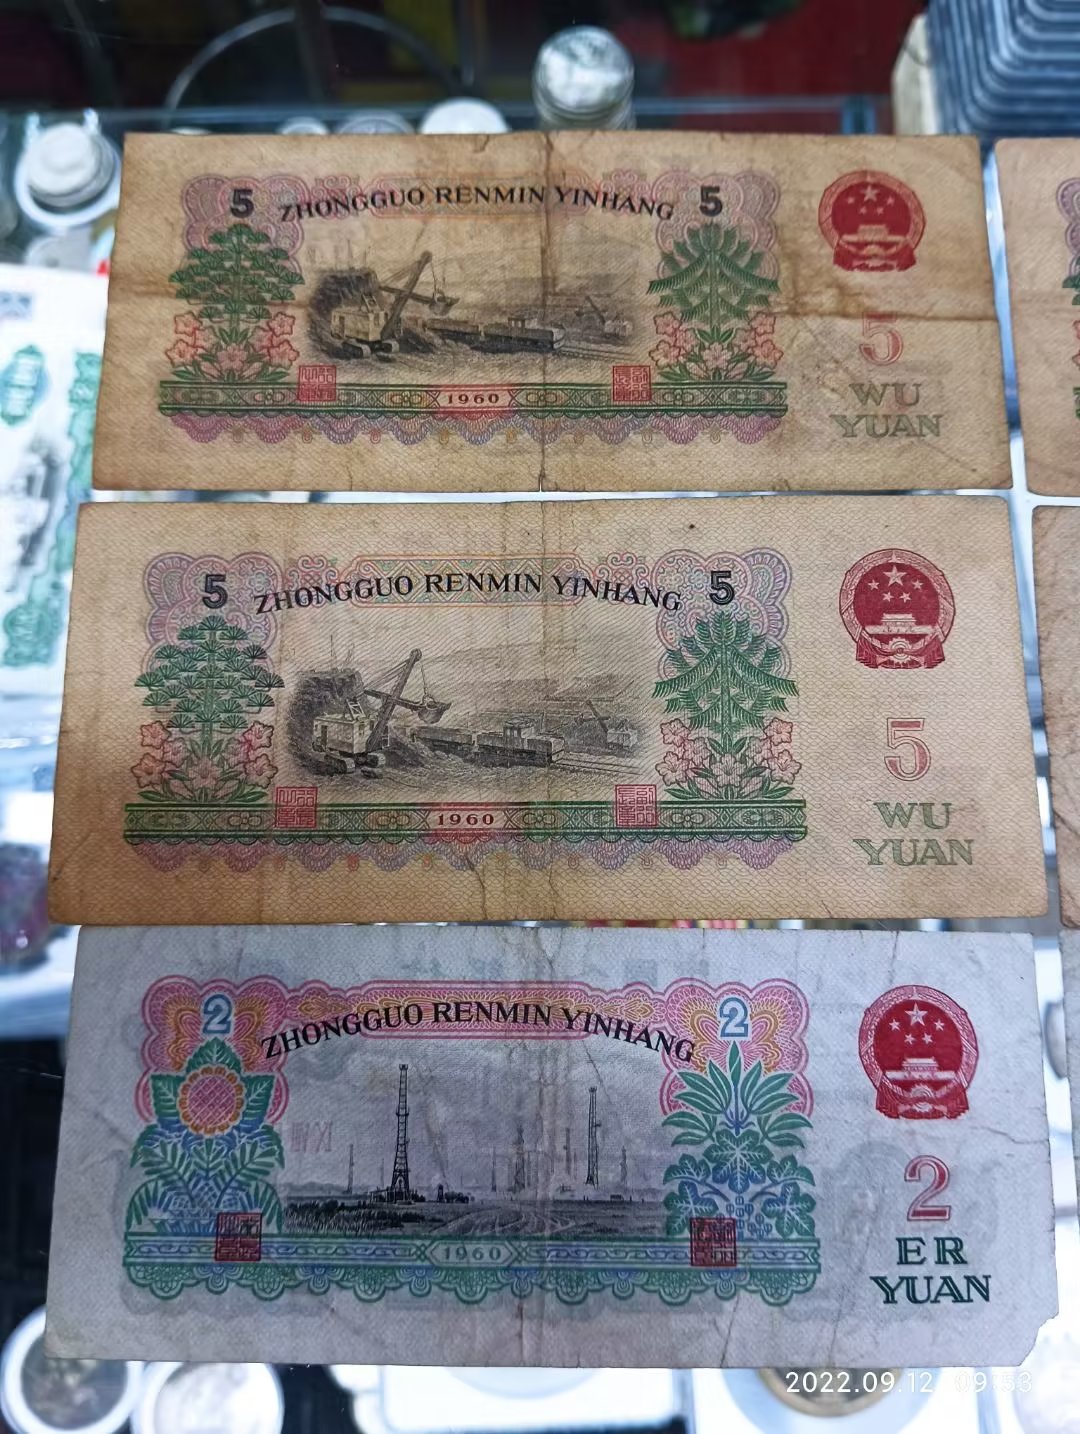 5 ZHONGGUO RENMIN YINHANG 5
5
WU
YUAN
1960
5 ZHONGGUO RENMIN YINHANG 5
5
WU
YUAN
1960
2 ZHONGGUO RENMIN YINHANG 2
2
ER
YUAN
1960
2022.09.12 09:53